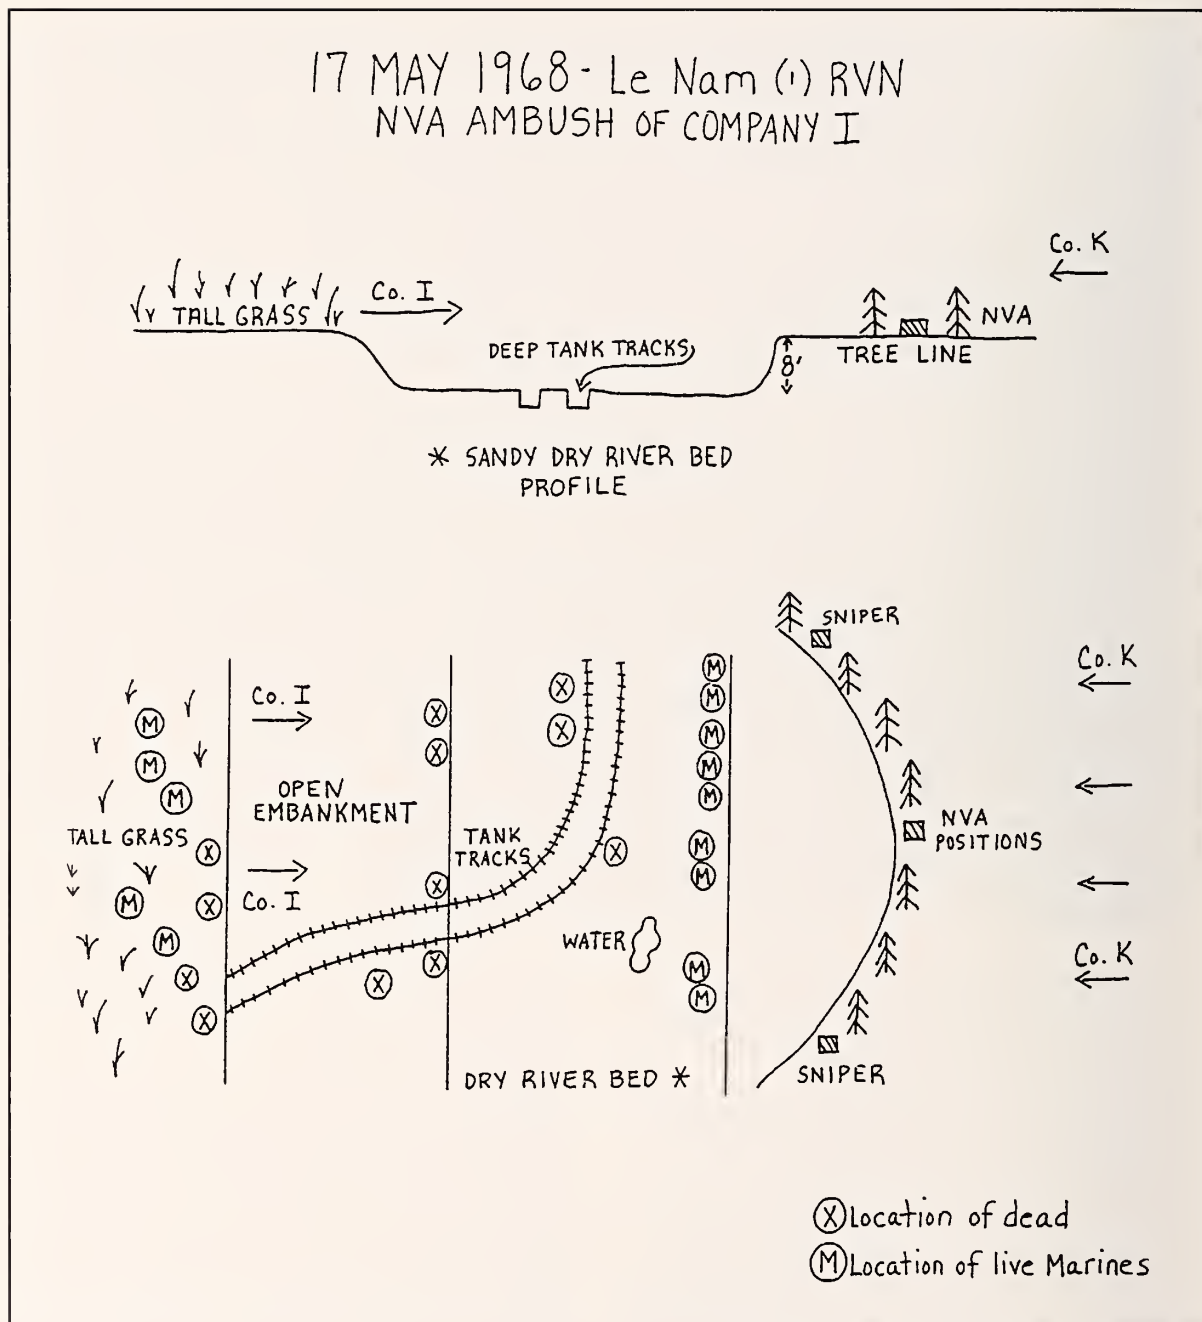 17 MAY 1968 - Le Nam (1) RVN
NVA AMBUSH OF COMPANY I
Co. K
Co. I
TALL GRASS
NVA
DEEP TANK TRACKS
TREE LINE
8'
* SANDY DRY RIVER BED
PROFILE
SNIPER
Co. K
M
M
X
M
Co. I
X
M
X
M
X
M
M
X
M
M
OPEN
EMBANKMENT
M
NVA
POSITIONS
TALL GRASS
TANK
TRACKS
X
X
M
M
Co. I
X
M
X
M
WATER
Co. K
X
X
X
M
M
X
SNIPER
DRY RIVER BED *
X Location of dead
M Location of live Marines